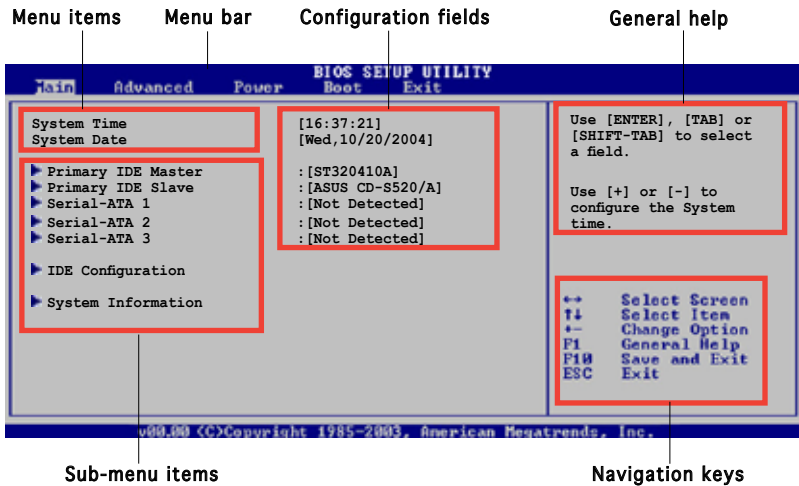 Menu items Menu bar Configuration fields General help
BIOS SETUP UTILITY
Main Advanced Power Boot Exit
System Time [16:37:21]
System Date [Wed,10/20/2004]
Primary IDE Master :[ST320410A]
Primary IDE Slave :[ASUS CD-S520/A]
Serial-ATA 1 :[Not Detected]
Serial-ATA 2 :[Not Detected]
Serial-ATA 3 :[Not Detected]
IDE Configuration
System Information
Use [ENTER], [TAB] or
[SHIFT-TAB] to select
a field.
Use [+] or [-] to
configure the System
time.
↔ Select Screen
↑↓ Select Item
+- Change Option
F1 General Help
F10 Save and Exit
ESC Exit
v00.00 (C)Copyright 1985-2003, American Megatrends, Inc.
Sub-menu items Navigation keys